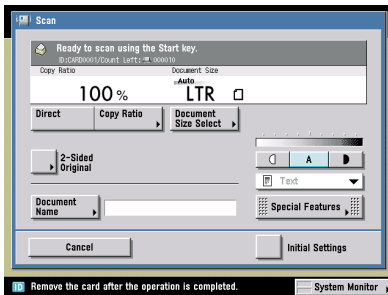 Scan
Ready to scan using the Start key.
ID:CARD0001/Count Left: 000010
Copy Ratio Document Size
Auto
100 % LTR
Direct Copy Ratio Document
Size Select
2-Sided
Original
A
Text
Document
Name
Special Features
Cancel Initial Settings
ID Remove the card after the operation is completed. System Monitor